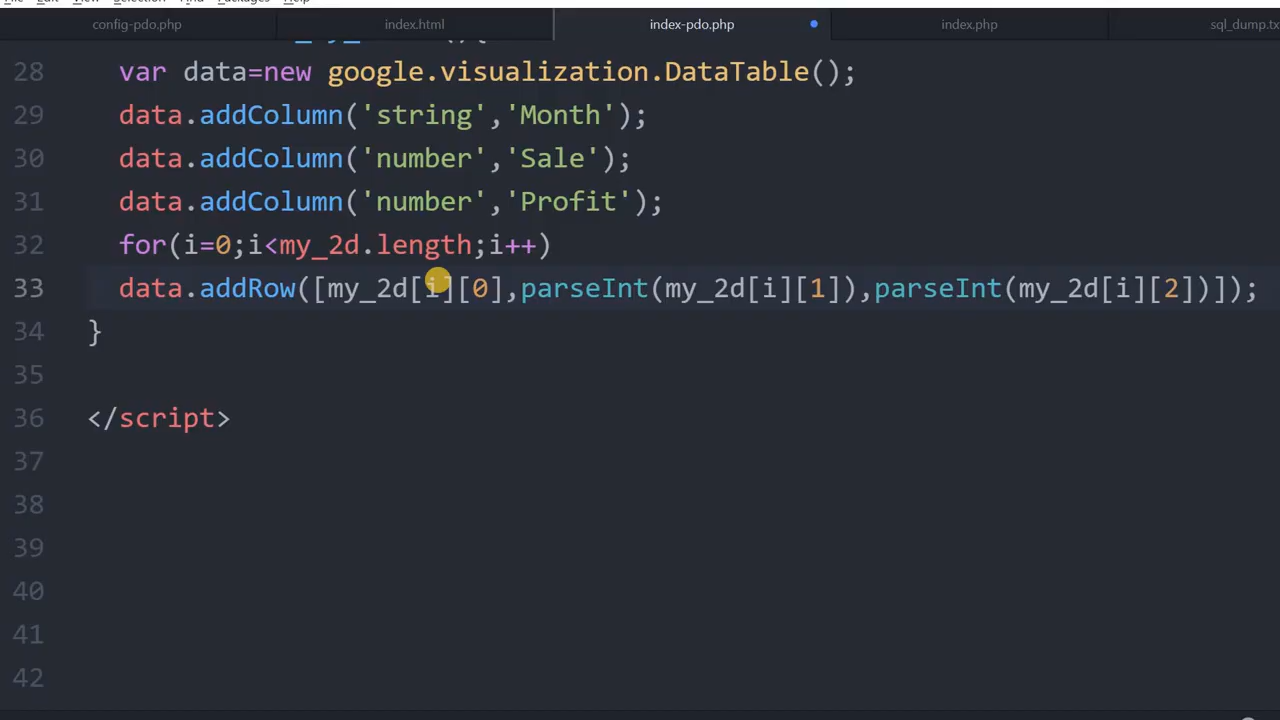 config-pdo.php index.html index-pdo.php index.php sql_dump.tx
28 var data=new google.visualization.DataTable();
29 data.addColumn('string','Month');
30 data.addColumn('number','Sale');
31 data.addColumn('number','Profit');
32 for(i=0;i<my_2d.length;i++)
33 data.addRow([my_2d[i][0],parseInt(my_2d[i][1]),parseInt(my_2d[i][2])]);
34 }
35
36 </script>
37
38
39
40
41
42